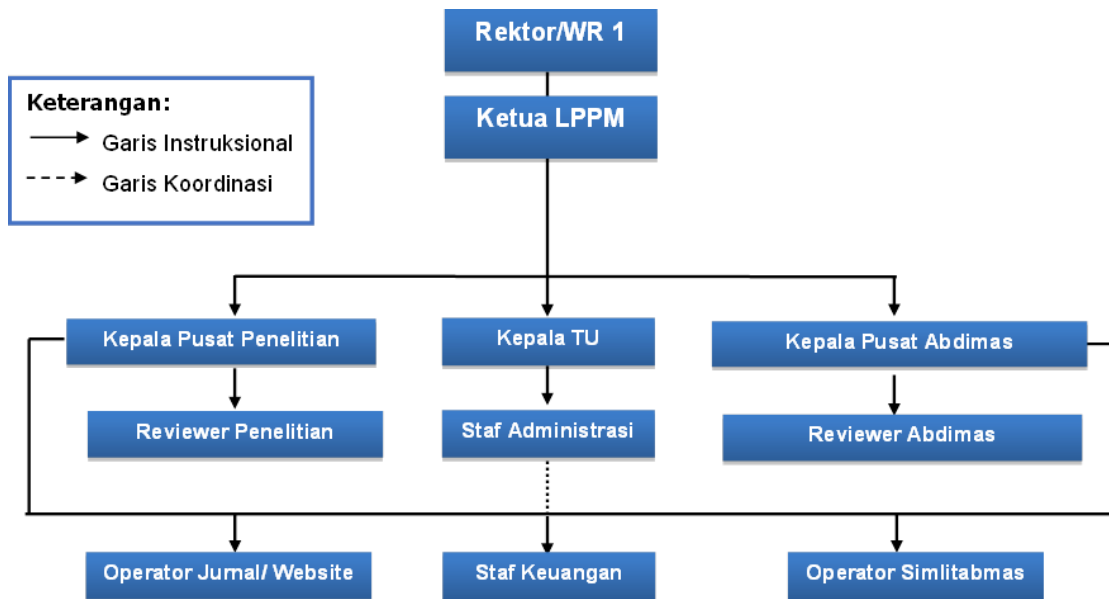 Rektor/WR 1
Keterangan:
Garis Instruksional
Garis Koordinasi
Ketua LPPM
Kepala Pusat Penelitian
Kepala TU
Kepala Pusat Abdimas
Reviewer Penelitian
Staf Administrasi
Reviewer Abdimas
Operator Jurnal/ Website
Staf Keuangan
Operator Simlitabmas